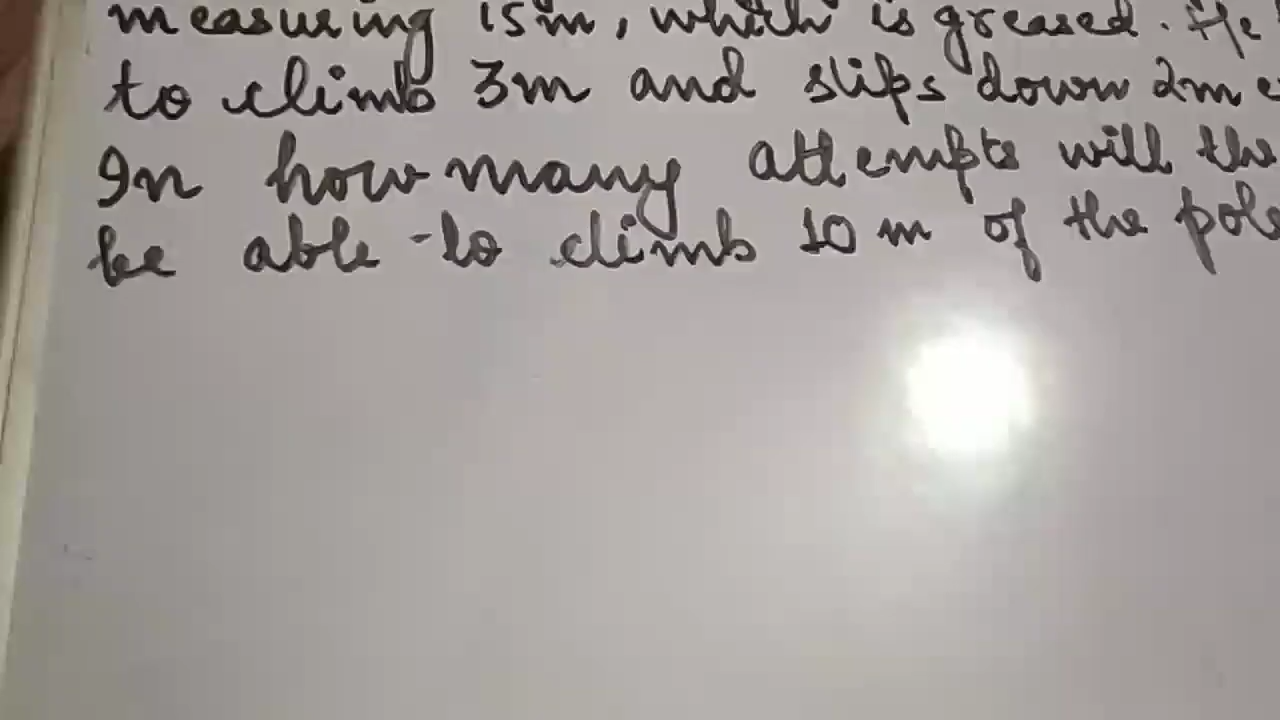 measuring 15m, which is greased. He
to climb 3m and slips down 2m
In how many attempts will the
be able to climb 10 m of the pole